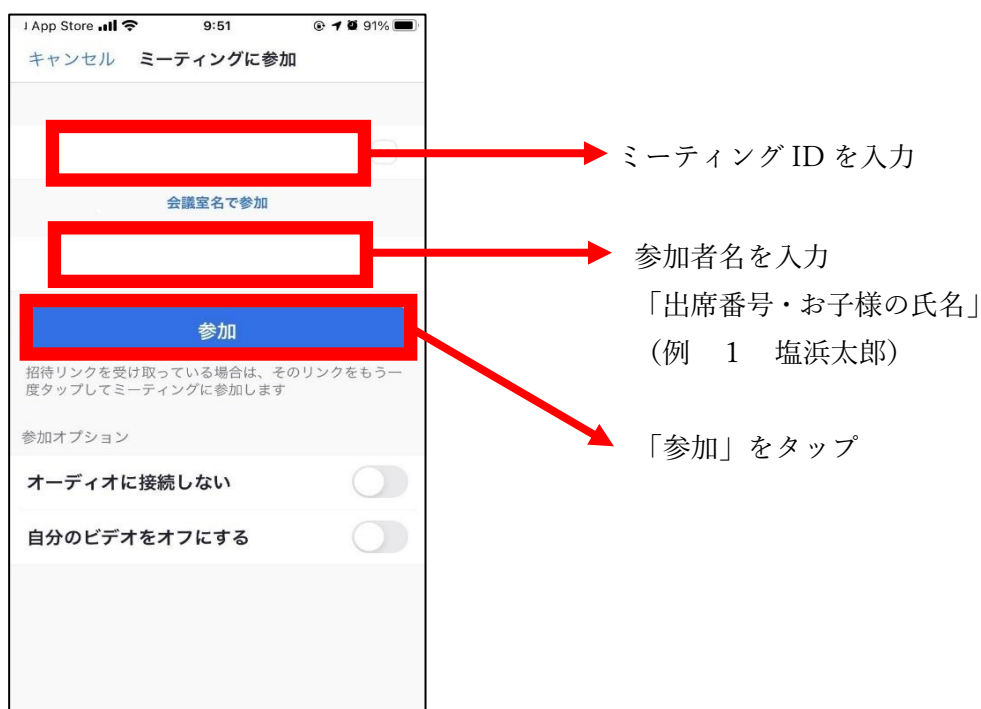 App Store 9:51 91%
キャンセル ミーティングに参加
ミーティング ID を入力
会議室名で参加
参加者名を入力
「出席番号・お子様の氏名」
（例　１　塩浜太郎）
参加
招待リンクを受け取っている場合は、そのリンクをもう一
度タップしてミーティングに参加します
「参加」をタップ
参加オプション
オーディオに接続しない
自分のビデオをオフにする